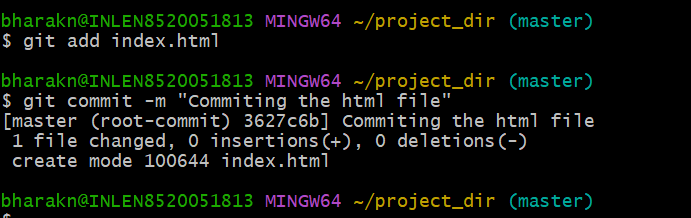 bharakn@INLEN8520051813 MINGW64 ~/project_dir (master)
$ git add index.html
bharakn@INLEN8520051813 MINGW64 ~/project_dir (master)
$ git commit -m "Commiting the html file"
[master (root-commit) 3627c6b] Commiting the html file
 1 file changed, 0 insertions(+), 0 deletions(-)
 create mode 100644 index.html
bharakn@INLEN8520051813 MINGW64 ~/project_dir (master)
$